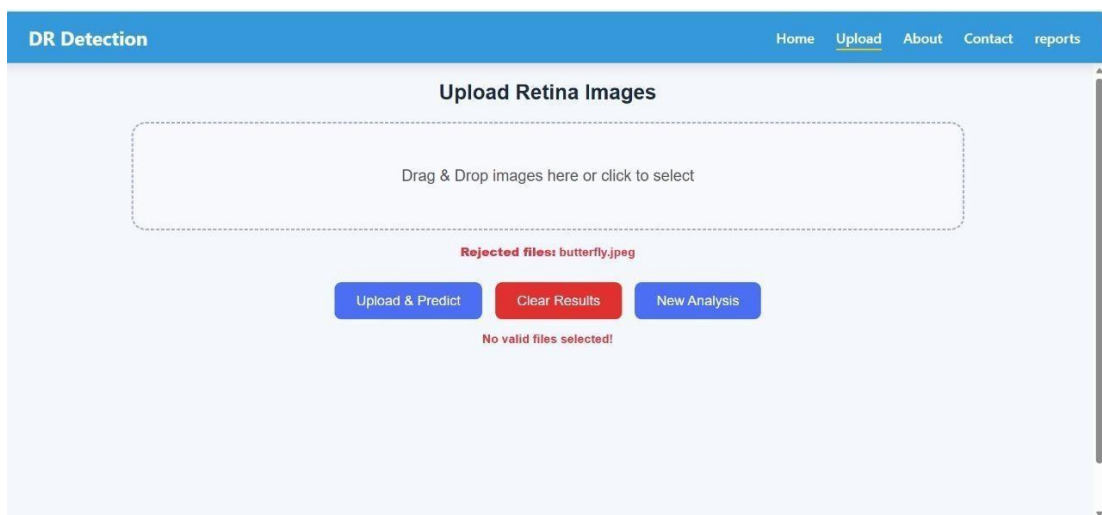 DR Detection
Home Upload About Contact reports
Upload Retina Images
Drag & Drop images here or click to select
Rejected files: butterfly.jpeg
Upload & Predict Clear Results New Analysis
No valid files selected!